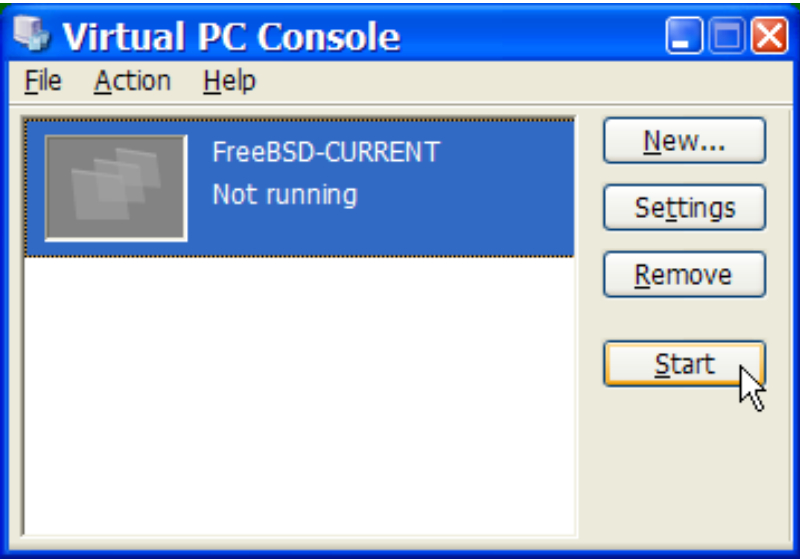 Virtual PC Console
File Action Help
FreeBSD-CURRENT
Not running
New...
Settings
Remove
Start